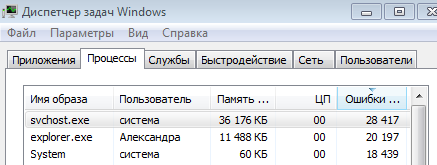 Диспетчер задач Windows
Файл Параметры Вид Справка
Приложения Процессы Службы Быстродействие Сеть Пользователи
Имя образа Пользователь Память ... ЦП Ошибки ...
svchost.exe система 36 176 КБ 00 28 417
explorer.exe Александра 11 488 КБ 00 20 197
System система 60 КБ 00 18 439